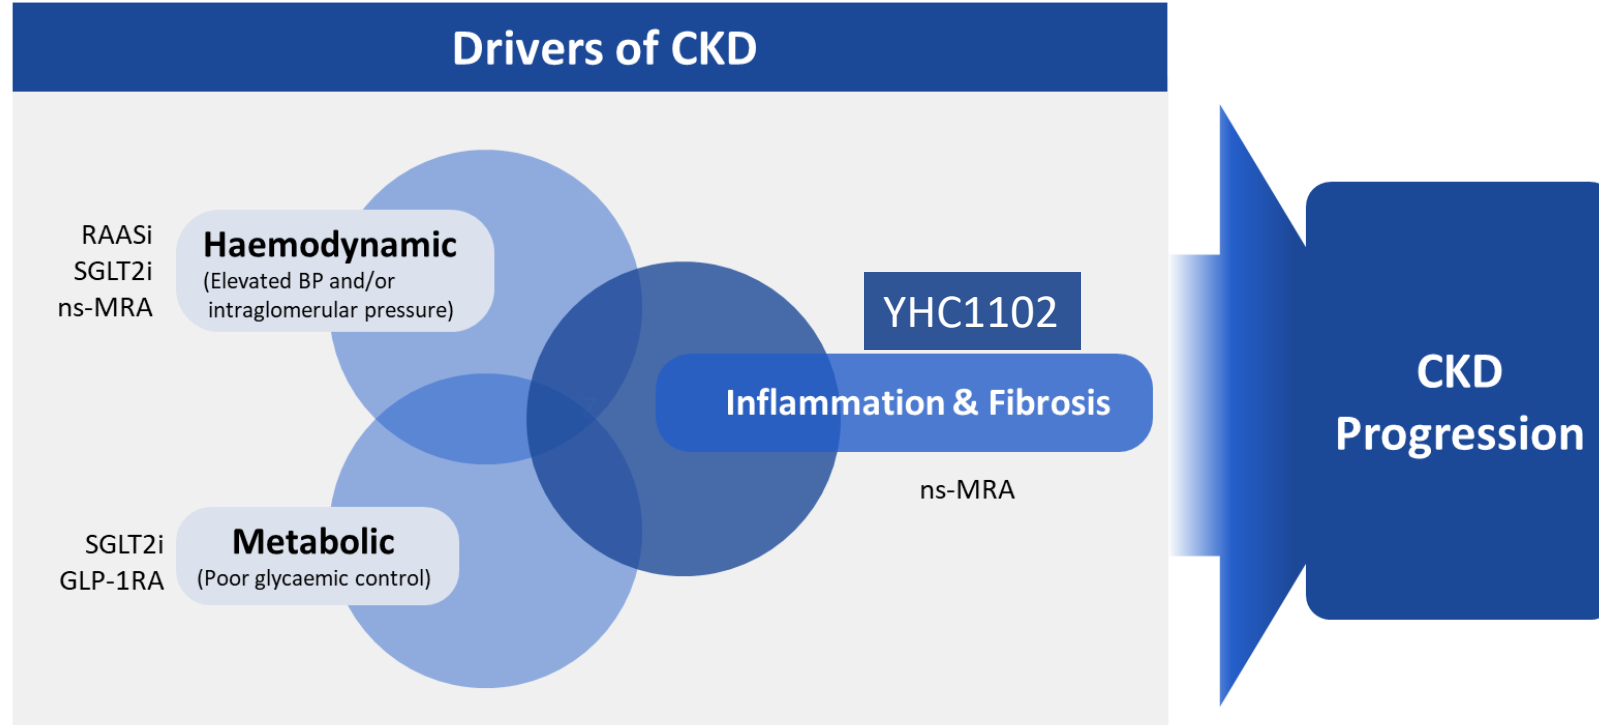 Drivers of CKD
RAASi
SGLT2i
ns-MRA
Haemodynamic
(Elevated BP and/or
intraglomerular pressure)
YHC1102
Inflammation & Fibrosis
ns-MRA
SGLT2i
GLP-1RA
Metabolic
(Poor glycaemic control)
CKD
Progression